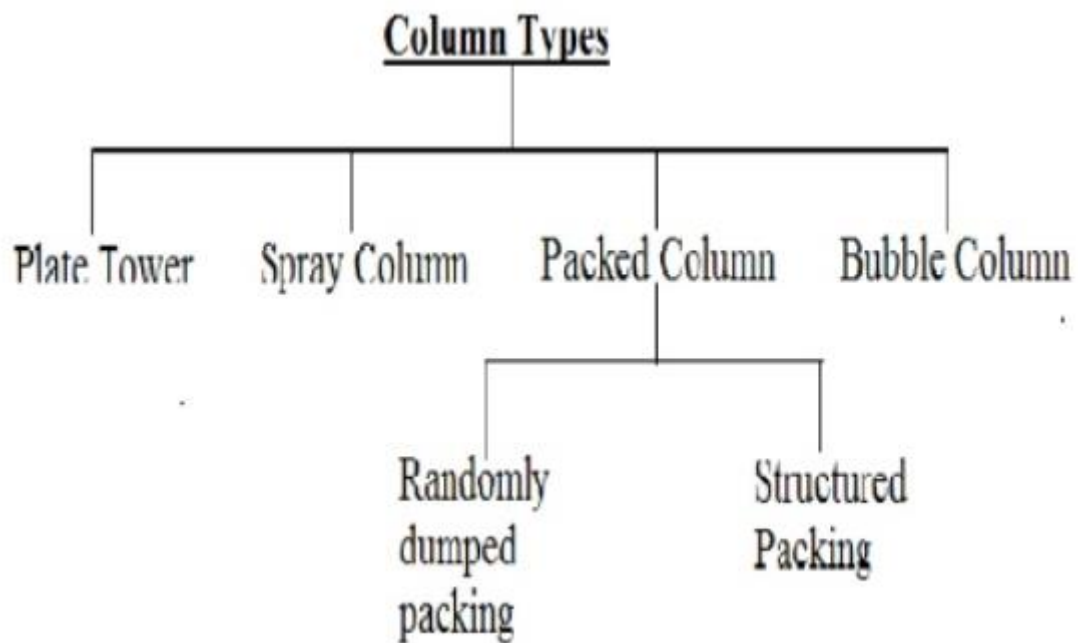 Column Types
Plate Tower
Spray Column
Packed Column
Bubble Column
Randomly
dumped
packing
Structured
Packing